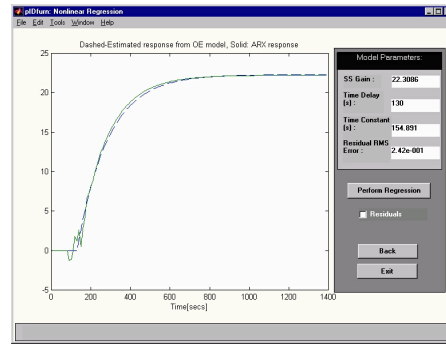 pIDfurn: Nonlinear Regression
File Edit Tools Window Help
Dashed-Estimated response from OE model, Solid: ARX response
25
20
15
10
5
0
-5
0 200 400 600 800 1000 1200 1400
Time[secs]
Model Parameters:
SS Gain : 22.3086
Time Delay
(s) : 130
Time Constant
(s) : 154.891
Residual RMS
Error : 2.42e-001
Perform Regression
Residuals
Back
Exit